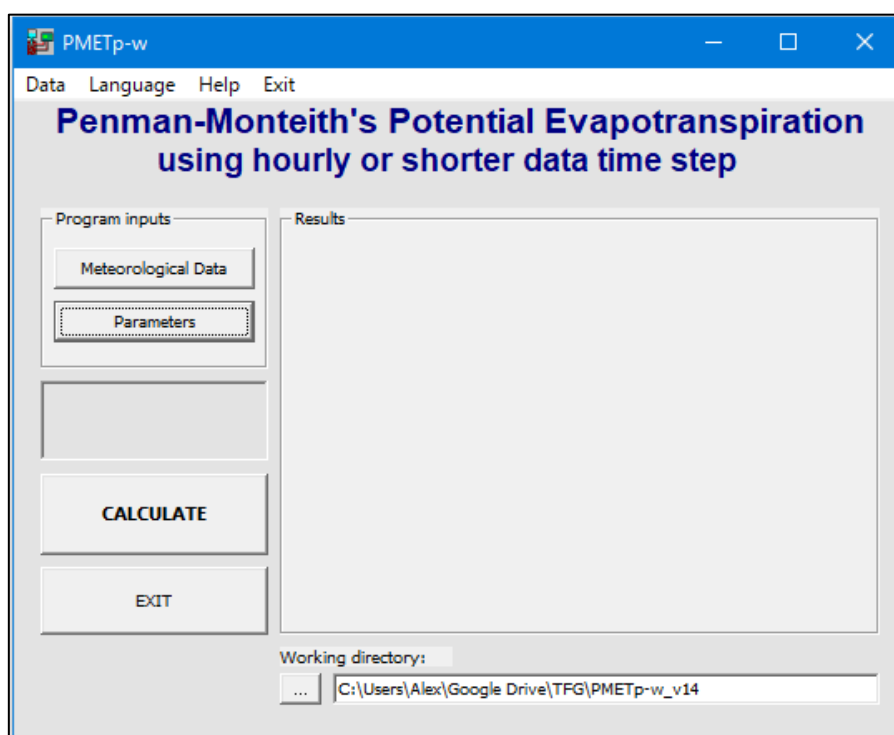 PMETp-w
Data Language Help Exit
Penman-Monteith's Potential Evapotranspiration
using hourly or shorter data time step
Program inputs
Meteorological Data
Parameters
CALCULATE
EXIT
Results
Working directory:
...
C:\Users\Alex\Google Drive\TFG\PMETp-w_v14